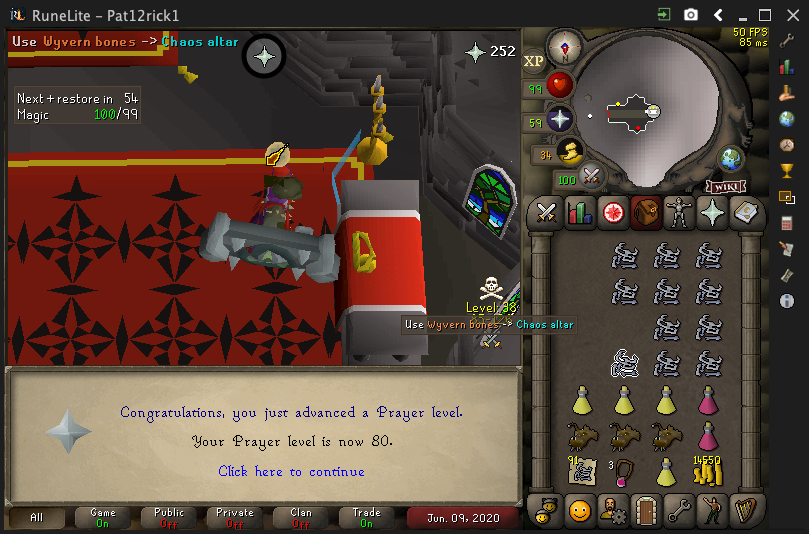 RuneLite - Pat12rick1
Use Wyvern bones -> Chaos altar
252
50 FPS
85 ms
XP
N
99
Next + restore in 54
Magic 100/99
59
34
100
WIKI
Level: 38
Use Wyvern bones -> Chaos altar
Congratulations, you just advanced a Prayer level.
Your Prayer level is now 80.
Click here to continue
91
3
14550
All
Game
On
Public
Off
Private
Off
Clan
Off
Trade
On
Jun. 09, 2020